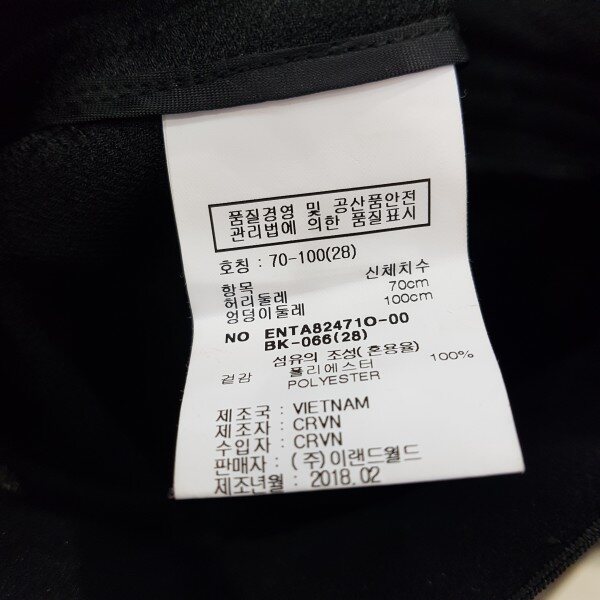 품질경영 및 공산품안전
관리법에 의한 품질표시
호칭 : 70-100(28)
항목 신체치수
허리둘레 70cm
엉덩이둘레 100cm
NO ENTA82471O-00
BK-066(28)
섬유의 조성(혼용율)
겉감 폴리에스터 100%
POLYESTER
제조국 : VIETNAM
제조자 : CRVN
수입자 : CRVN
판매자 : (주)이랜드월드
제조년월 : 2018.02